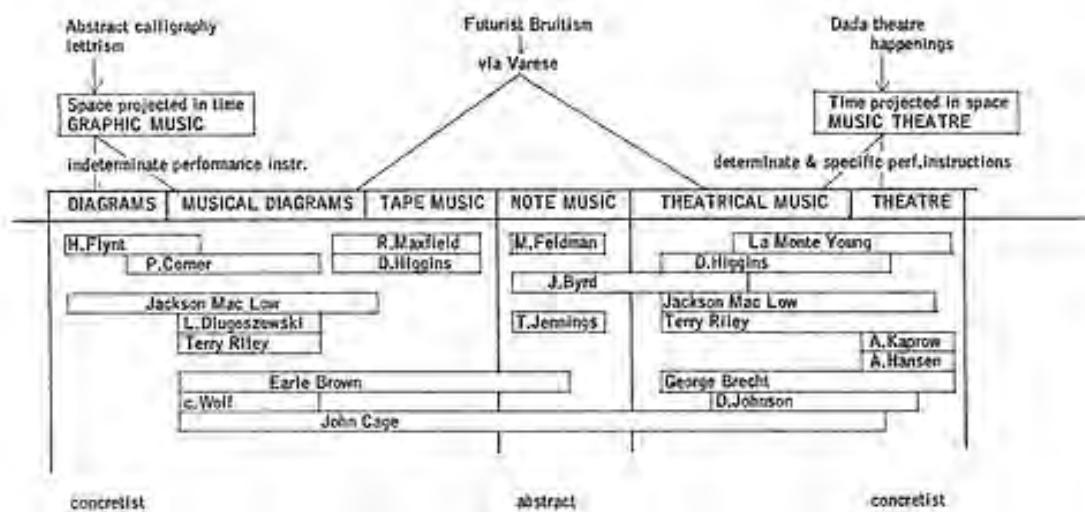 Abstract calligraphy
lettrism
Futurist Bruitism
via Varese
Dada theatre
happenings
Space projected in time
GRAPHIC MUSIC
Time projected in space
MUSIC THEATRE
indeterminate performance instr.
determinate & specific perf.instructions
DIAGRAMS
MUSICAL DIAGRAMS
TAPE MUSIC
NOTE MUSIC
THEATRICAL MUSIC
THEATRE
H.Flynt
R.Maxfield
M.Feldman
La Monte Young
P.Corner
D.Higgins
D.Higgins
J.Byrd
Jackson Mac Low
Jackson Mac Low
L.Dlugoszewski
T.Jennings
Terry Riley
Terry Riley
A.Kaprow
A.Hansen
Earle Brown
George Brecht
c.Wolf
D.Johnson
John Cage
concretist
abstract
concretist